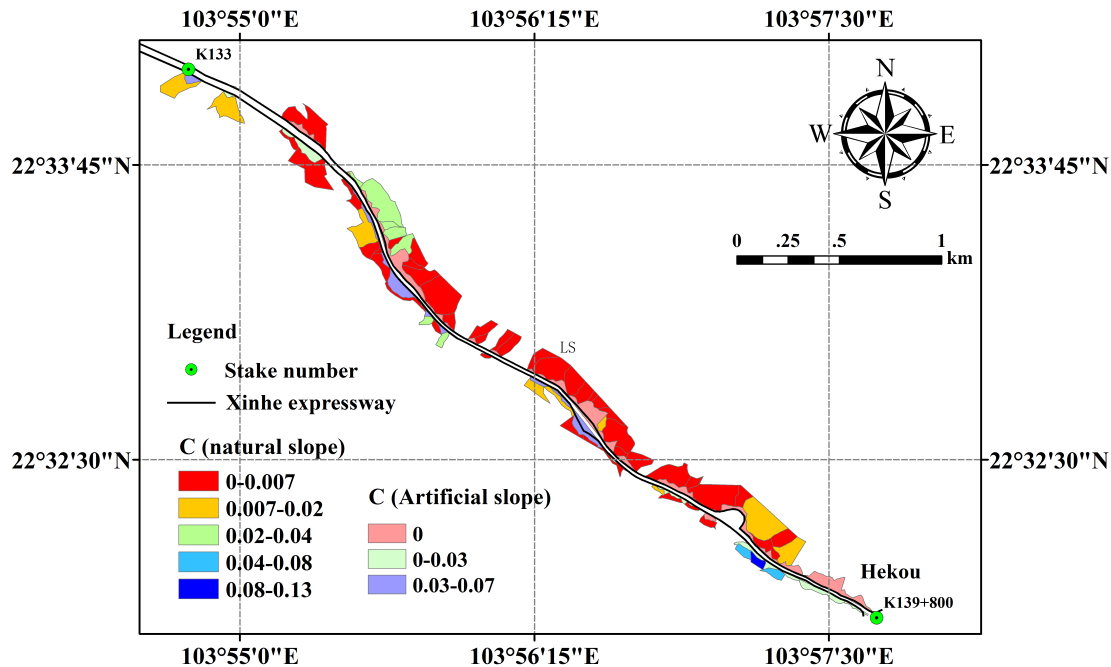 103°55'0"E 103°56'15"E 103°57'30"E
K133
N
W E
S
22°33'45"N 22°33'45"N
0 .25 .5 1
km
Legend
Stake number
Xinhe expressway
LS
C (natural slope)
0-0.007
0.007-0.02
0.02-0.04
0.04-0.08
0.08-0.13
C (Artificial slope)
0
0-0.03
0.03-0.07
22°32'30"N 22°32'30"N
Hekou
K139+800
103°55'0"E 103°56'15"E 103°57'30"E